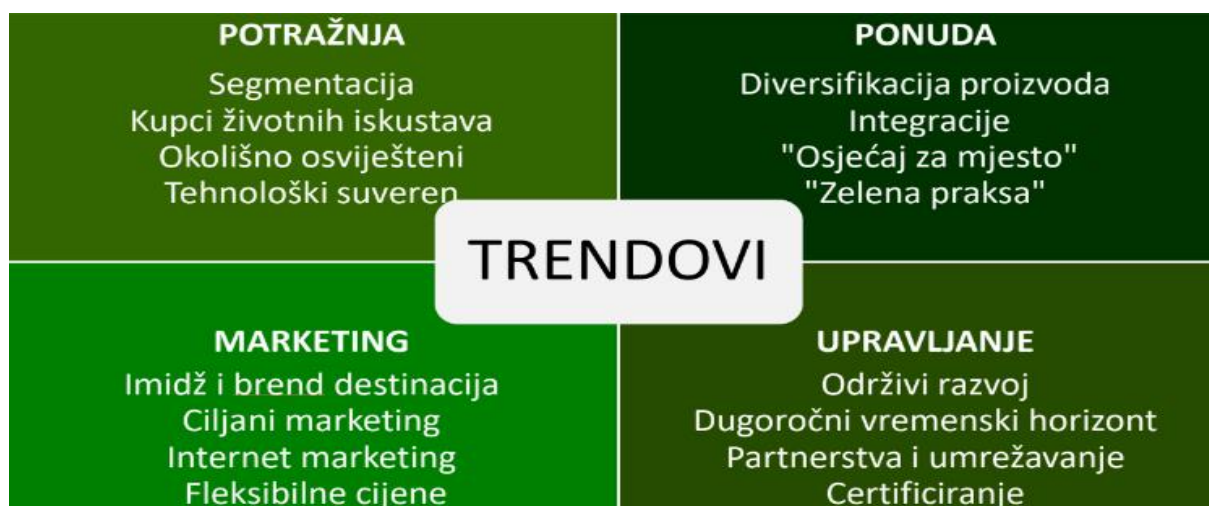 POTRAŽNJA
Segmentacija
Kupci životnih iskustava
Okolišno osviješteni
Tehnološki suveren
PONUDA
Diversifikacija proizvoda
Integracije
"Osjećaj za mjesto"
"Zelena praksa"
TRENDOVI
MARKETING
Imidž i brend destinacija
Ciljani marketing
Internet marketing
Fleksibilne cijene
UPRAVLJANJE
Održivi razvoj
Dugoročni vremenski horizont
Partnerstva i umrežavanje
Certificiranje